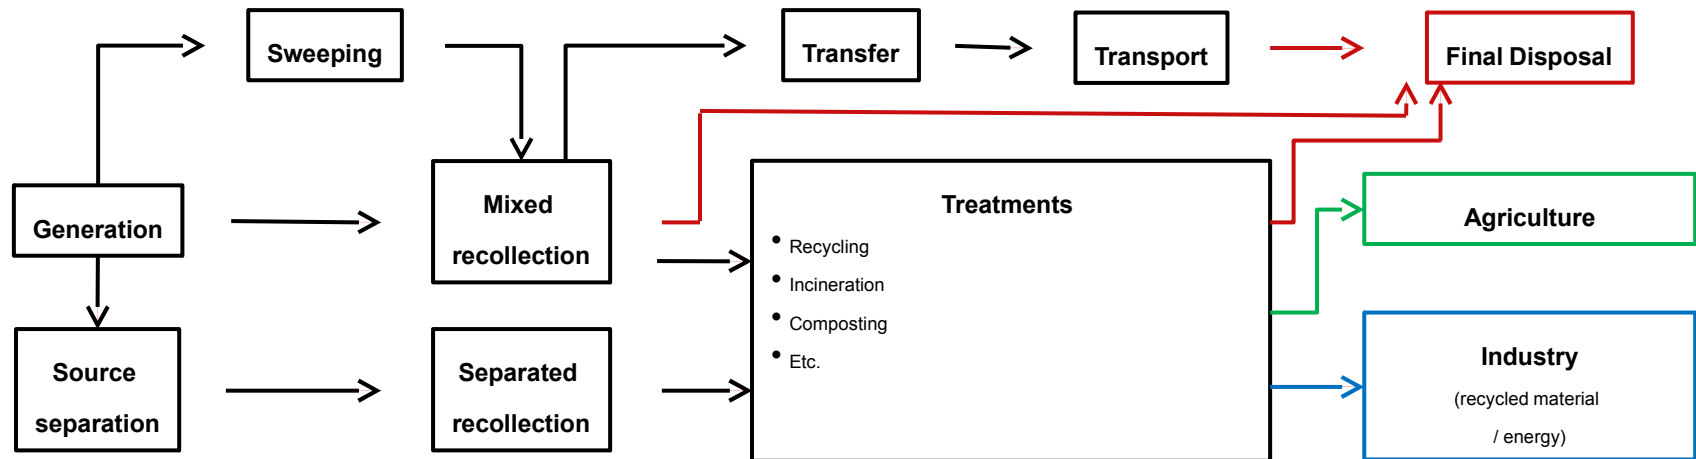 Sweeping
Transfer
Transport
Final Disposal
Generation
Mixed
recollection
Treatments
• Recycling
• Incineration
• Composting
• Etc.
Agriculture
Source
separation
Separated
recollection
Industry
(recycled material
/ energy)